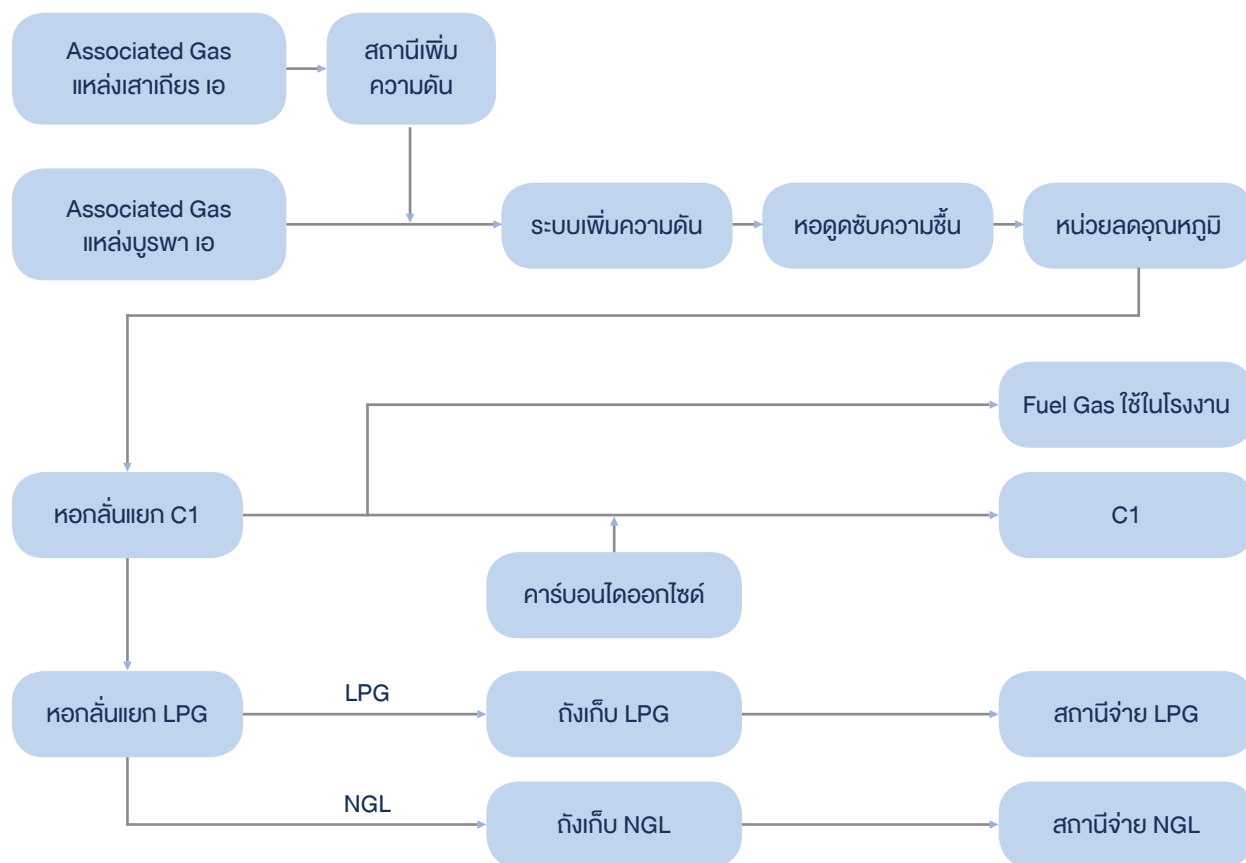 Associated Gas
แหล่งเสาเถียร เอ
สถานีเพิ่ม
ความดัน
Associated Gas
แหล่งบูรพา เอ
ระบบเพิ่มความดัน
หอดูดซับความชื้น
หน่วยลดอุณหภูมิ
Fuel Gas ใช้ในโรงงาน
หอกลั่นแยก C1
C1
คาร์บอนไดออกไซด์
หอกลั่นแยก LPG
LPG
ถังเก็บ LPG
สถานีจ่าย LPG
NGL
ถังเก็บ NGL
สถานีจ่าย NGL